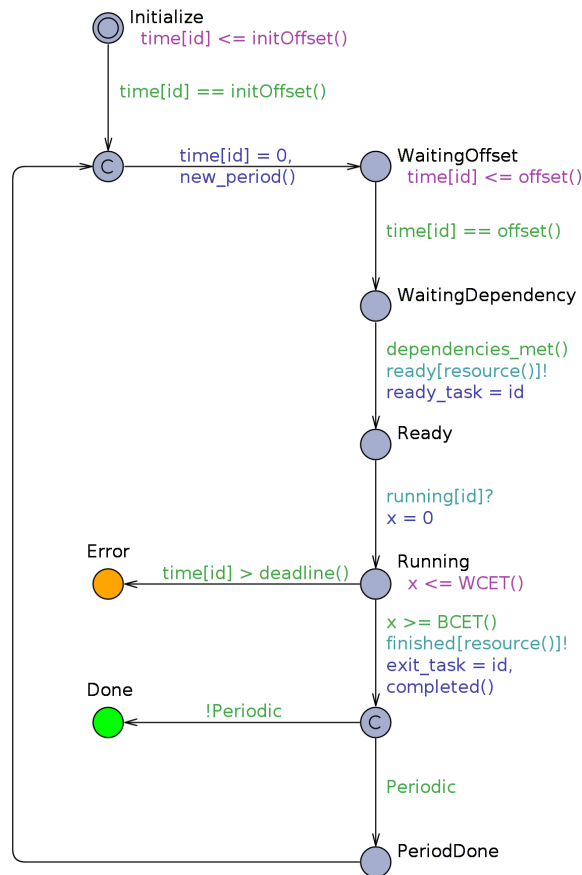 Initialize
time[id] <= initOffset()
time[id] == initOffset()
C
time[id] = 0,
new_period()
WaitingOffset
time[id] <= offset()
time[id] == offset()
WaitingDependency
dependencies_met()
ready[resource()]!
ready_task = id
Ready
running[id]?
x = 0
Error
time[id] > deadline()
Running
x <= WCET()
x >= BCET()
finished[resource()]!
exit_task = id,
completed()
Done
!Periodic
C
Periodic
PeriodDone